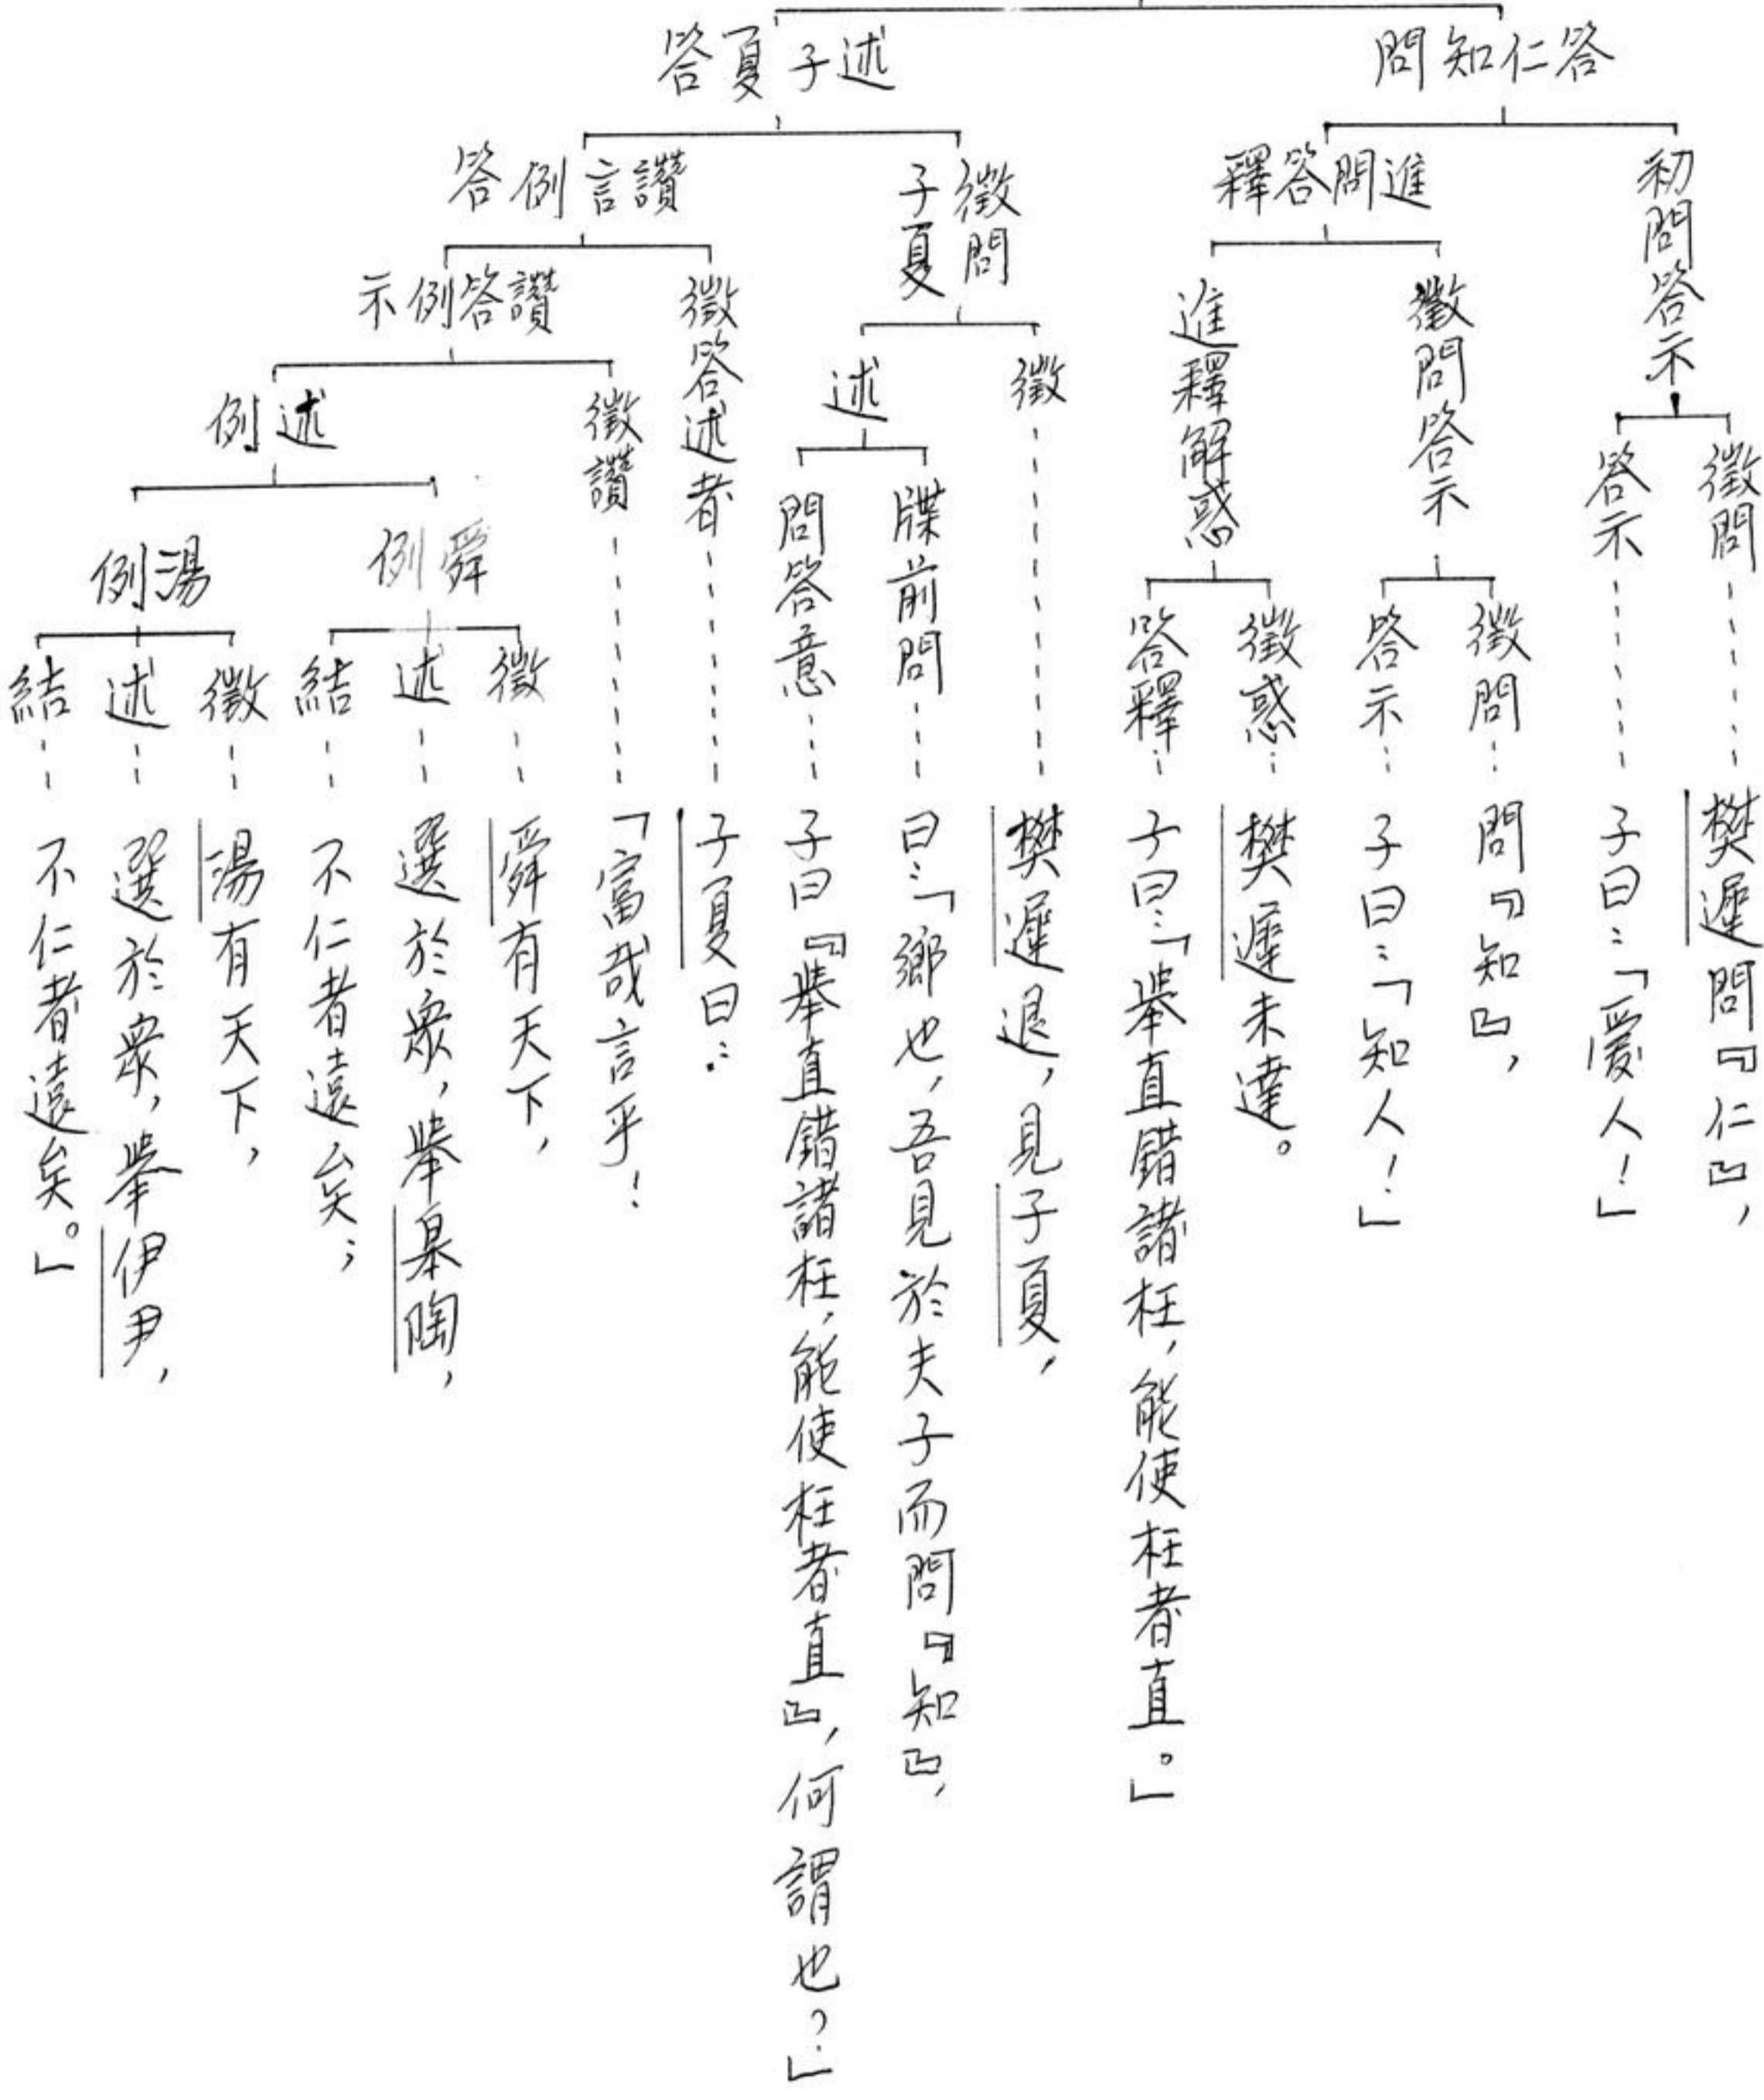 答仁知問
述子夏答
初問答示
進問答釋
徵問子夏
讚言例答
徵問答示
進釋解惑
徵答述者
讚答例示
徵
述
徵讚
述例
徵問
答示
徵問
答示
徵惑
答釋
牒前問
問答意
舜例
湯例
徵
述
結
徵
述
結
樊遲問『仁』,
子曰:「愛人!」
問『知』,
子曰:「知人!」
樊遲未達。
子曰:「舉直錯諸枉,能使枉者直。」
樊遲退,見子夏,
曰:「鄉也,吾見於夫子而問『知』,
子曰『舉直錯諸枉,能使枉者直』,何謂也?」
子夏曰:
「富哉言乎!
舜有天下,
選於衆,舉皋陶,
不仁者遠矣;
湯有天下,
選於衆,舉伊尹,
不仁者遠矣。」